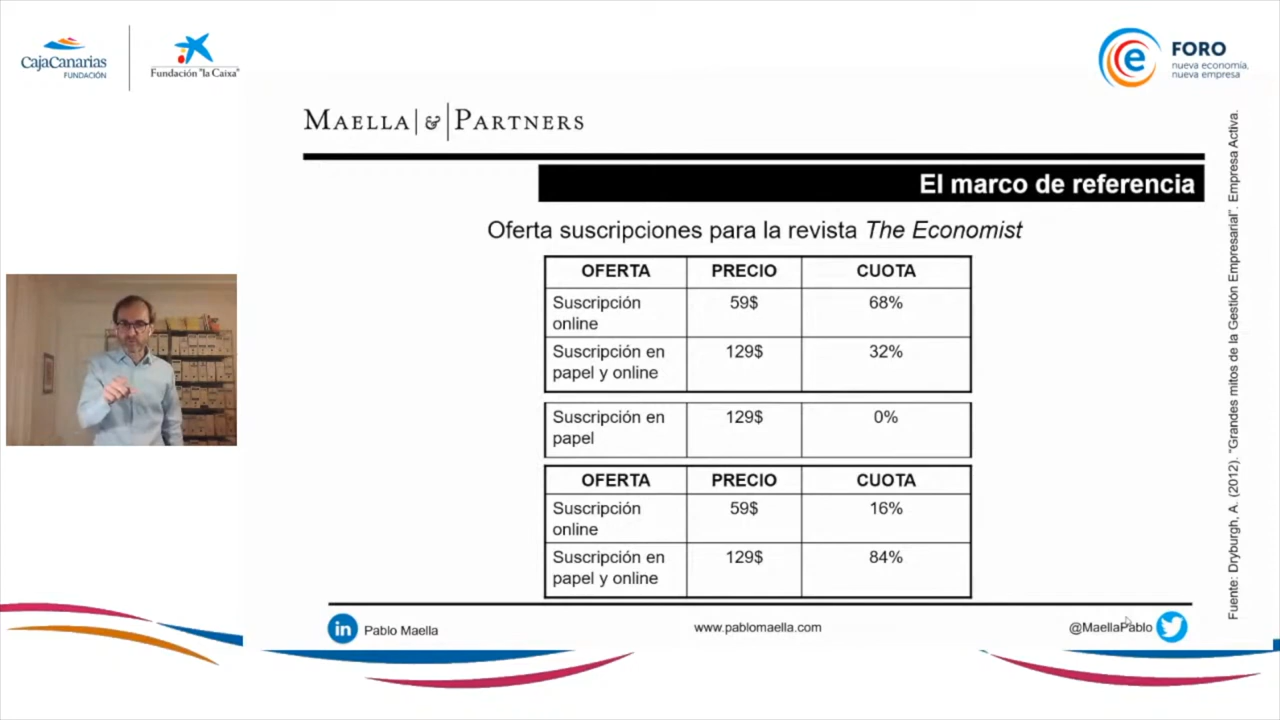 CajaCanarias
FUNDACIÓN
Fundación "la Caixa"
e
FORO
nueva economía,
nueva empresa
MAELLA & PARTNERS
El marco de referencia
Oferta suscripciones para la revista The Economist
OFERTA PRECIO CUOTA
Suscripción online 59$ 68%
Suscripción en papel y online 129$ 32%
Suscripción en papel 129$ 0%
OFERTA PRECIO CUOTA
Suscripción online 59$ 16%
Suscripción en papel y online 129$ 84%
Fuente: Dryburgh, A. (2012). "Grandes mitos de la Gestión Empresarial". Empresa Activa.
in Pablo Maella
www.pablomaella.com
@MaellaPablo